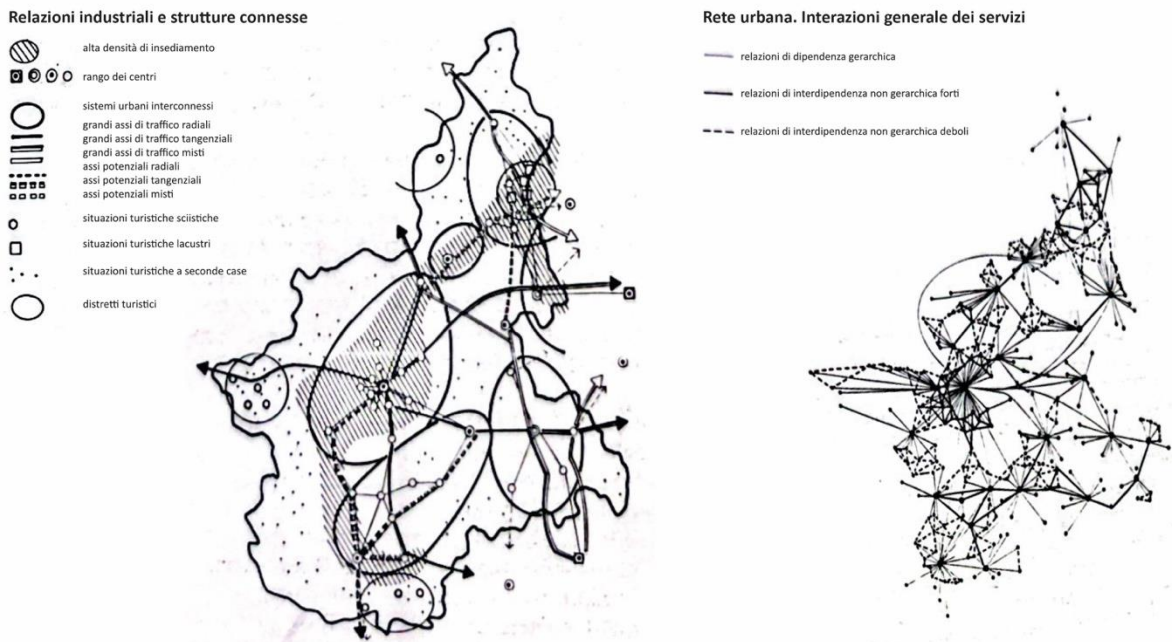 Relazioni industriali e strutture connesse
alta densità di insediamento
rango dei centri
sistemi urbani interconnessi
grandi assi di traffico radiali
grandi assi di traffico tangenziali
grandi assi di traffico misti
assi potenziali radiali
assi potenziali tangenziali
assi potenziali misti
situazioni turistiche sciistiche
situazioni turistiche lacustri
situazioni turistiche a seconde case
distretti turistici
Rete urbana. Interazioni generale dei servizi
relazioni di dipendenza gerarchica
relazioni di interdipendenza non gerarchica forti
relazioni di interdipendenza non gerarchica deboli